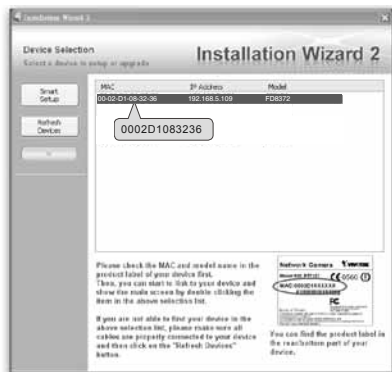 Installation Wizard 2
Device Selection
Select a device to setup or upgrade
Installation Wizard 2
Smart
Setup
Refresh
Devices
MAC IP Address Model
00-02-D1-08-32-36 192.168.5.109 FD8372
0002D1083236
Please check the MAC and model name in the
product label of your device first.
Then, you can start to link to your device and
show the main screen by double clicking the
item in the above selection list.
If you are not able to find your device in the
above selection list, please make sure all
cables are properly connected to your device
and then click on the "Refresh Devices"
button.
Network Camera
0560
FC
You can find the product label in
the rear/bottom part of your
device.